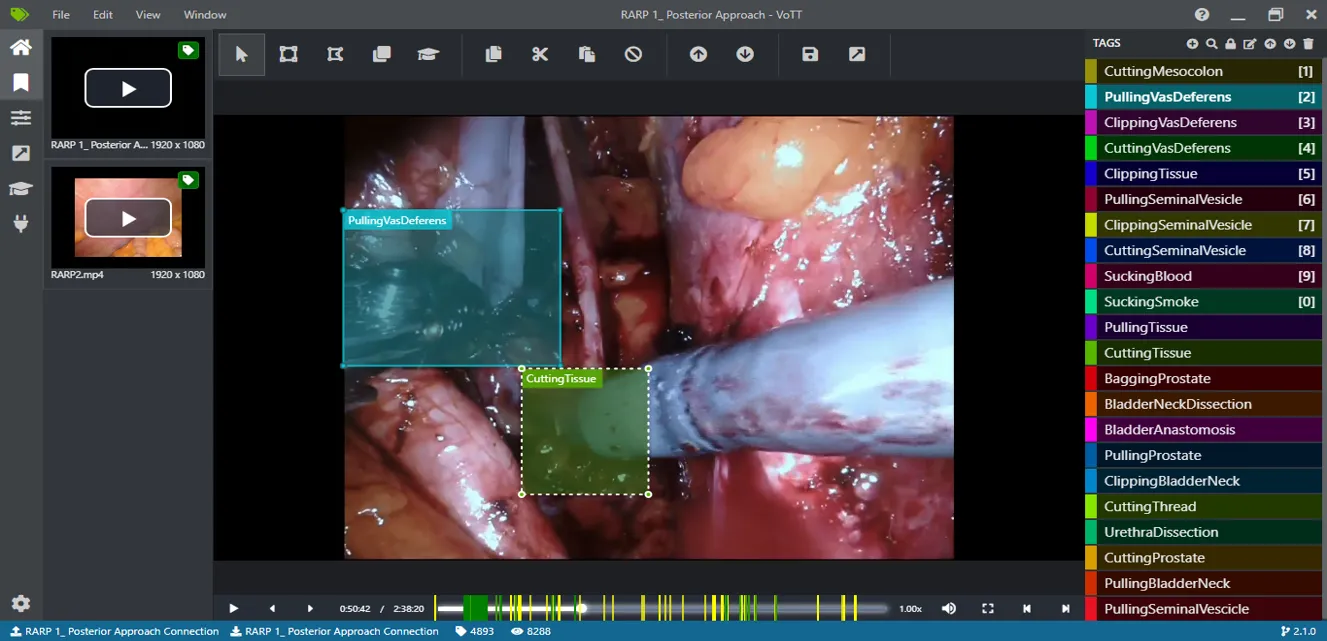 File Edit View Window RARP 1_ Posterior Approach - VoTT
RARP 1_ Posterior A... 1920 x 1080
RARP2.mp4 1920 x 1080
PullingVasDeferens
CuttingTissue
0:50:42 / 2:38:20 1.00x
TAGS
CuttingMesocolon [1]
PullingVasDeferens [2]
ClippingVasDeferens [3]
CuttingVasDeferens [4]
ClippingTissue [5]
PullingSeminalVesicle [6]
ClippingSeminalVesicle [7]
CuttingSeminalVesicle [8]
SuckingBlood [9]
SuckingSmoke [0]
PullingTissue
CuttingTissue
BaggingProstate
BladderNeckDissection
BladderAnastomosis
PullingProstate
ClippingBladderNeck
CuttingThread
UrethraDissection
CuttingProstate
PullingBladderNeck
PullingSeminalVescicle
RARP 1_ Posterior Approach Connection RARP 1_ Posterior Approach Connection 4893 8288 2.1.0